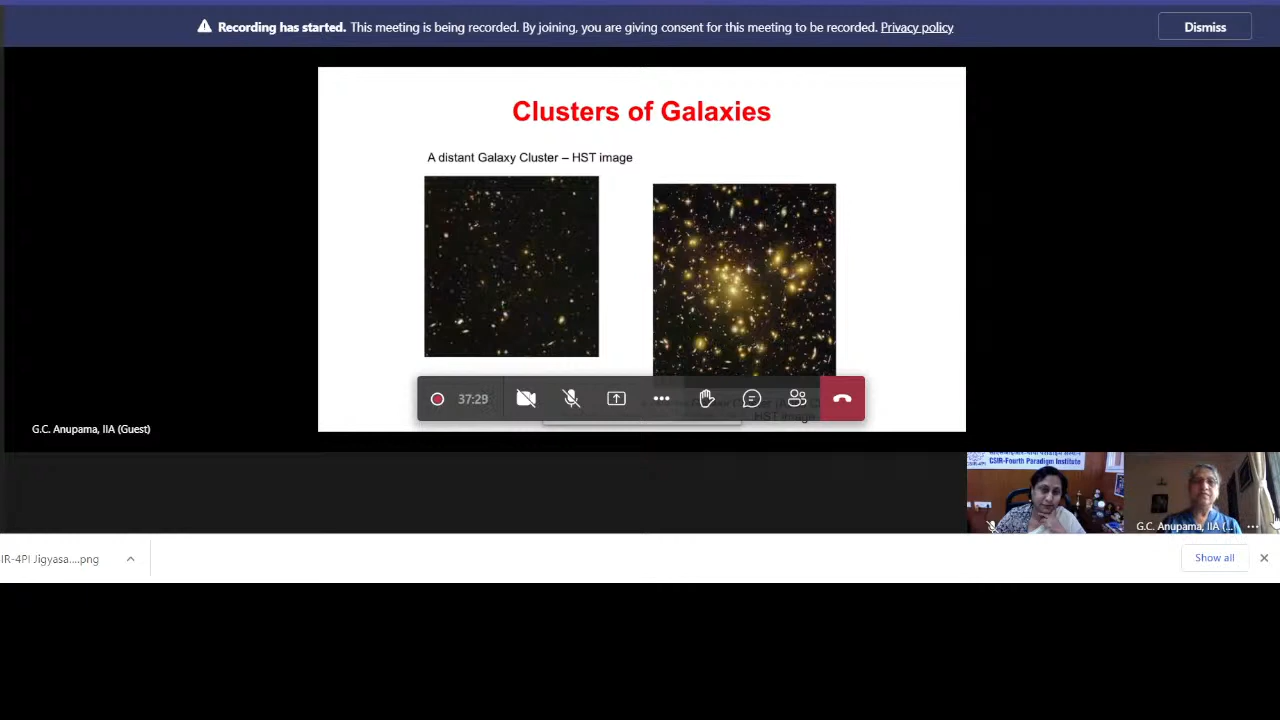 Recording has started. This meeting is being recorded. By joining, you are giving consent for this meeting to be recorded. Privacy policy
Dismiss
Clusters of Galaxies
A distant Galaxy Cluster – HST image
37:29
HST image
G.C. Anupama, IIA (Guest)
CSIR-Fourth Paradigm Institute
G.C. Anupama, IIA (...
IR-4PI Jigyasa....png
Show all